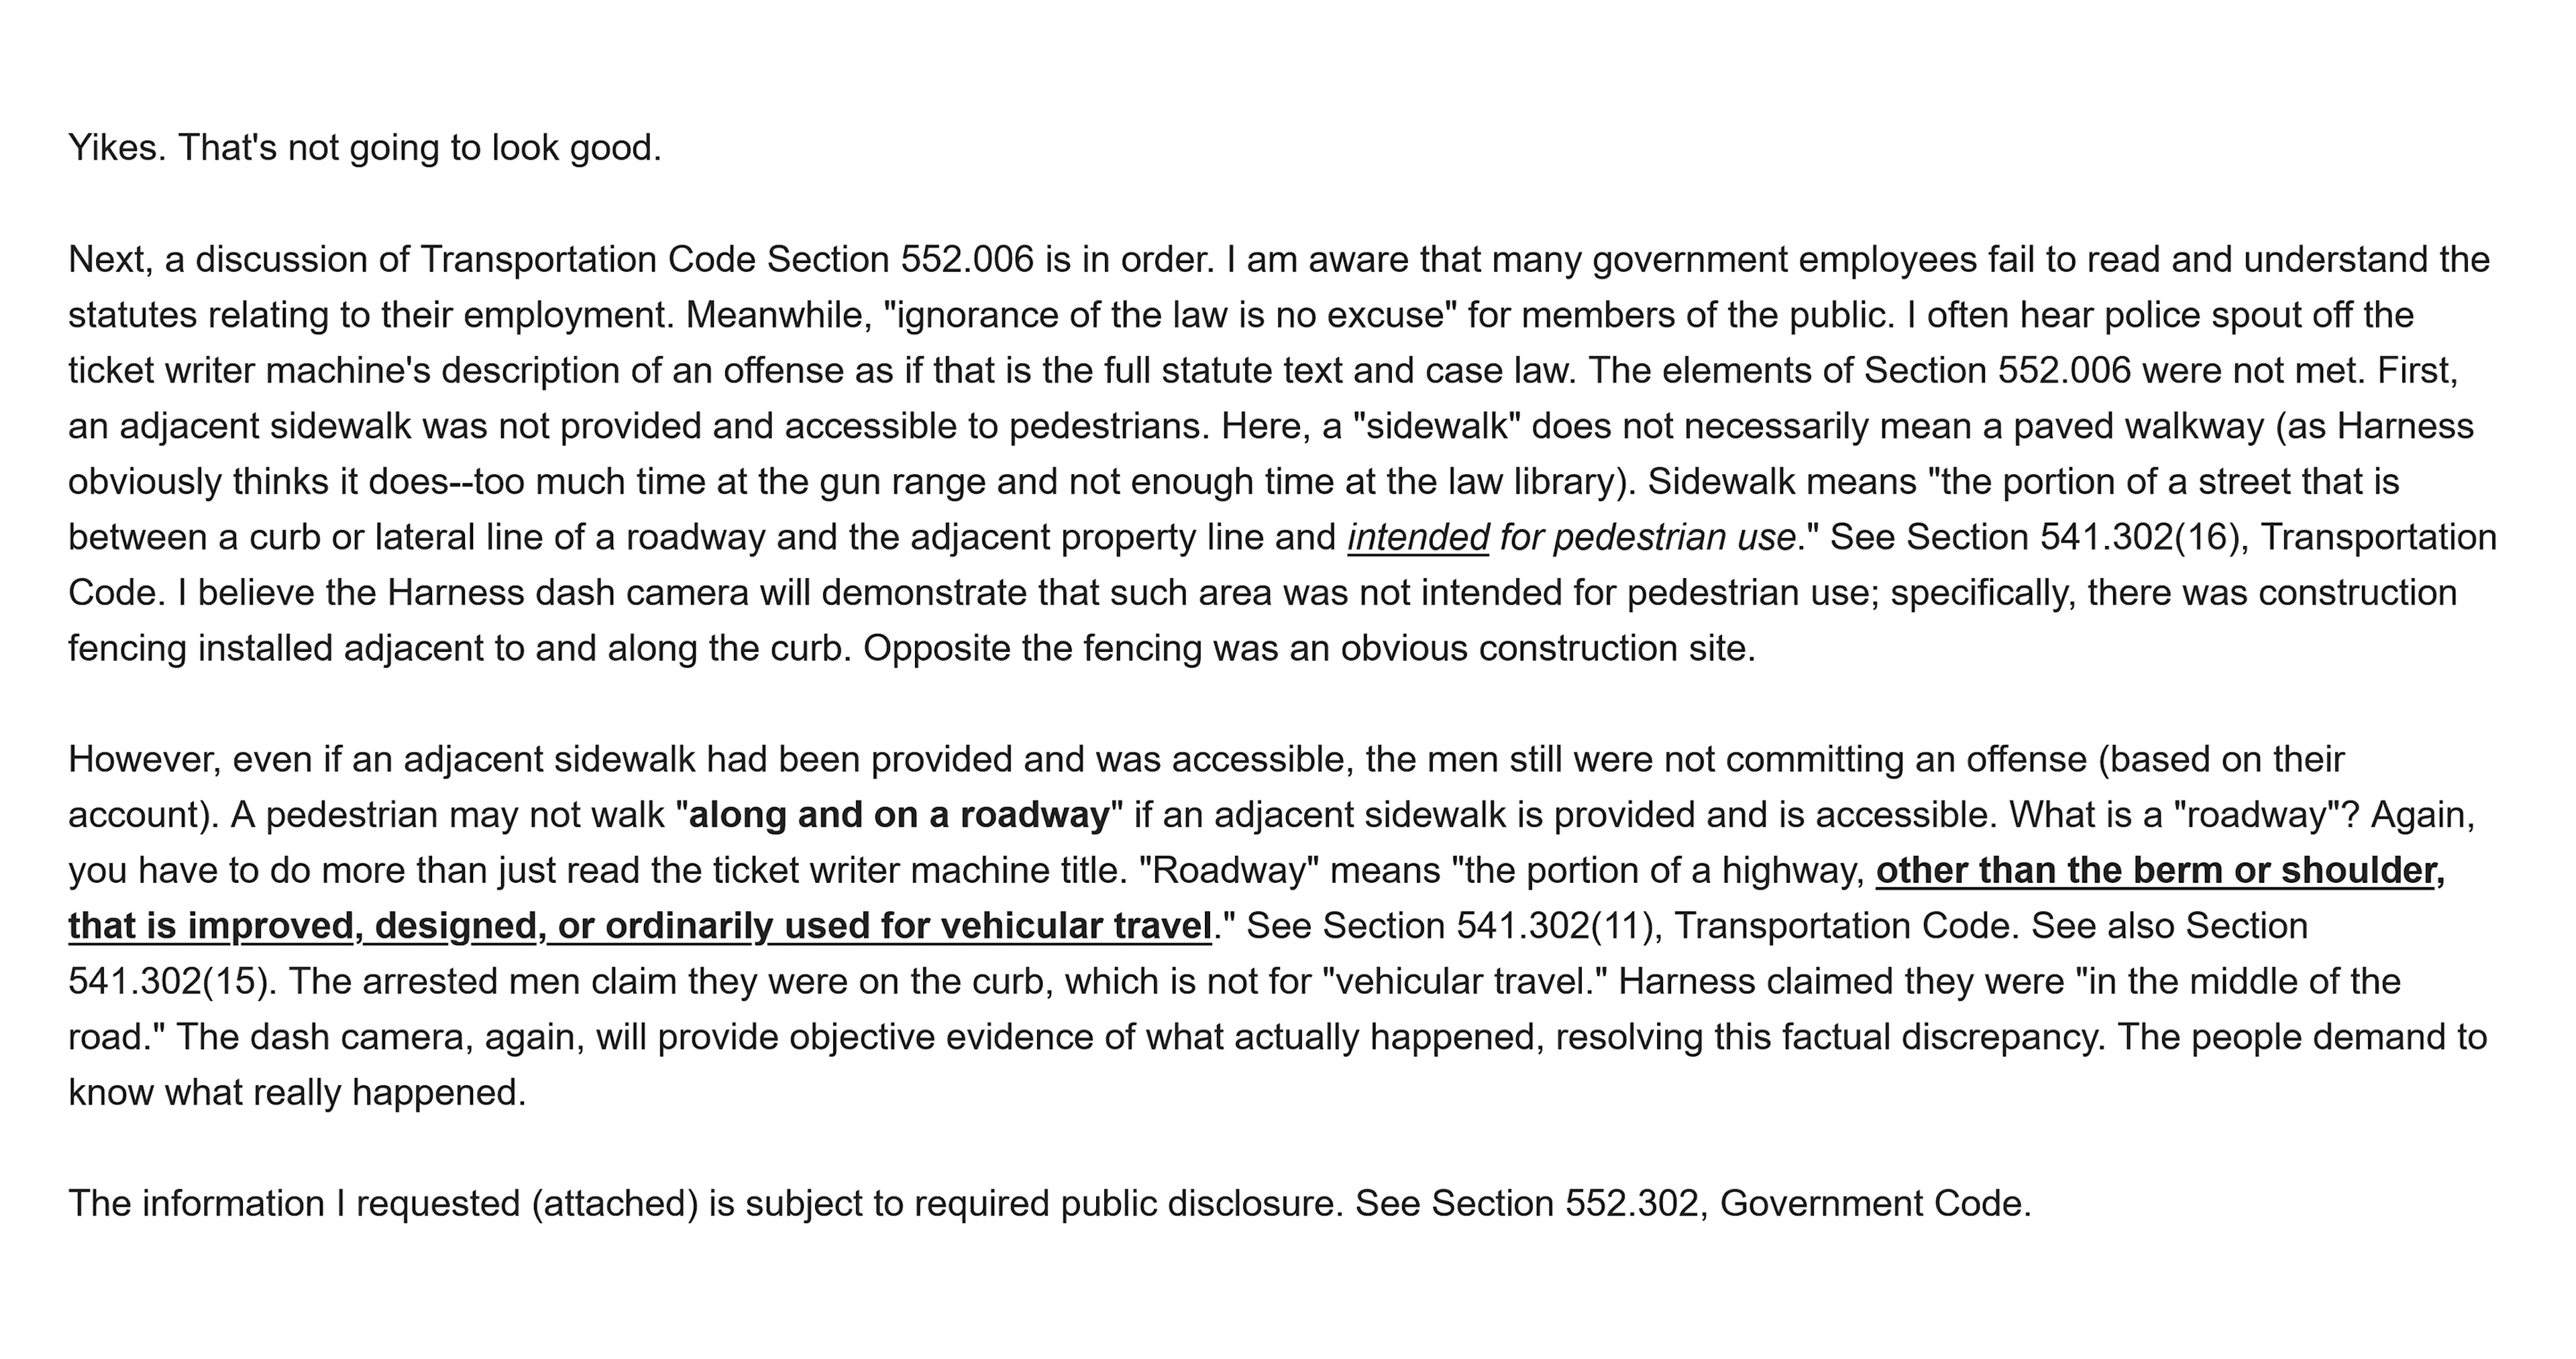 Yikes. That's not going to look good.
Next, a discussion of Transportation Code Section 552.006 is in order. I am aware that many government employees fail to read and understand the
statutes relating to their employment. Meanwhile, "ignorance of the law is no excuse" for members of the public. I often hear police spout off the
ticket writer machine's description of an offense as if that is the full statute text and case law. The elements of Section 552.006 were not met. First,
an adjacent sidewalk was not provided and accessible to pedestrians. Here, a "sidewalk" does not necessarily mean a paved walkway (as Harness
obviously thinks it does--too much time at the gun range and not enough time at the law library). Sidewalk means "the portion of a street that is
between a curb or lateral line of a roadway and the adjacent property line and intended for pedestrian use." See Section 541.302(16), Transportation
Code. I believe the Harness dash camera will demonstrate that such area was not intended for pedestrian use; specifically, there was construction
fencing installed adjacent to and along the curb. Opposite the fencing was an obvious construction site.
However, even if an adjacent sidewalk had been provided and was accessible, the men still were not committing an offense (based on their
account). A pedestrian may not walk "along and on a roadway" if an adjacent sidewalk is provided and is accessible. What is a "roadway"? Again,
you have to do more than just read the ticket writer machine title. "Roadway" means "the portion of a highway, other than the berm or shoulder,
that is improved, designed, or ordinarily used for vehicular travel." See Section 541.302(11), Transportation Code. See also Section
541.302(15). The arrested men claim they were on the curb, which is not for "vehicular travel." Harness claimed they were "in the middle of the
road." The dash camera, again, will provide objective evidence of what actually happened, resolving this factual discrepancy. The people demand to
know what really happened.
The information I requested (attached) is subject to required public disclosure. See Section 552.302, Government Code.